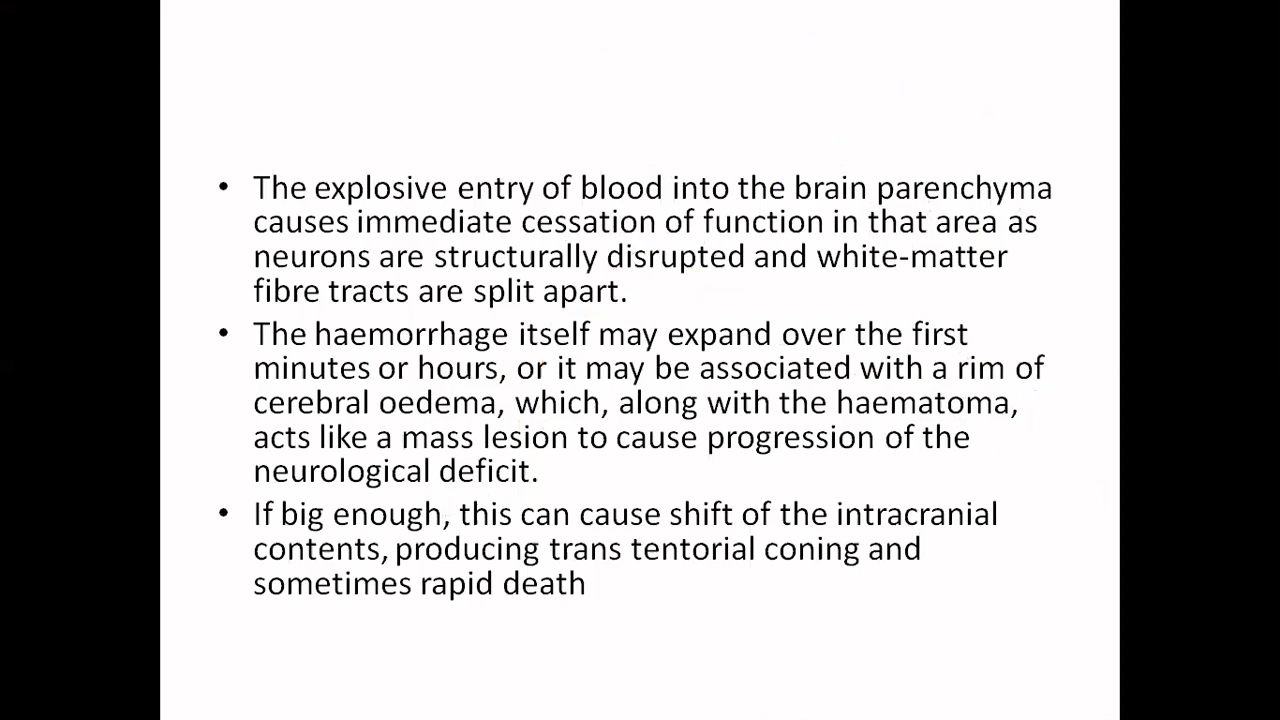 • The explosive entry of blood into the brain parenchyma
causes immediate cessation of function in that area as
neurons are structurally disrupted and white-matter
fibre tracts are split apart.
• The haemorrhage itself may expand over the first
minutes or hours, or it may be associated with a rim of
cerebral oedema, which, along with the haematoma,
acts like a mass lesion to cause progression of the
neurological deficit.
• If big enough, this can cause shift of the intracranial
contents, producing trans tentorial coning and
sometimes rapid death